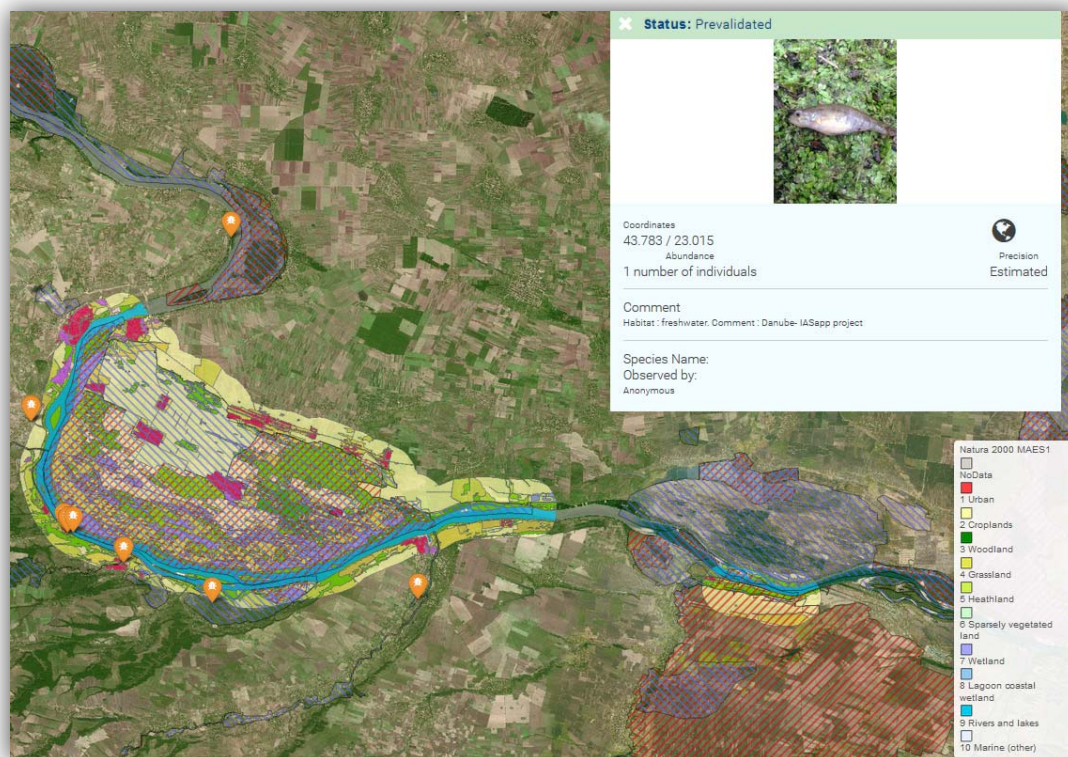 Status: Prevalidated
Coordinates
43.783 / 23.015
Abundance
1 number of individuals
Precision
Estimated
Comment
Habitat : freshwater. Comment : Danube- IASapp project
Species Name:
Observed by:
Anonymous
Natura 2000 MAES1
NoData
1 Urban
2 Croplands
3 Woodland
4 Grassland
5 Heathland
6 Sparsely vegetated
land
7 Wetland
8 Lagoon coastal
wetland
9 Rivers and lakes
10 Marine (other)